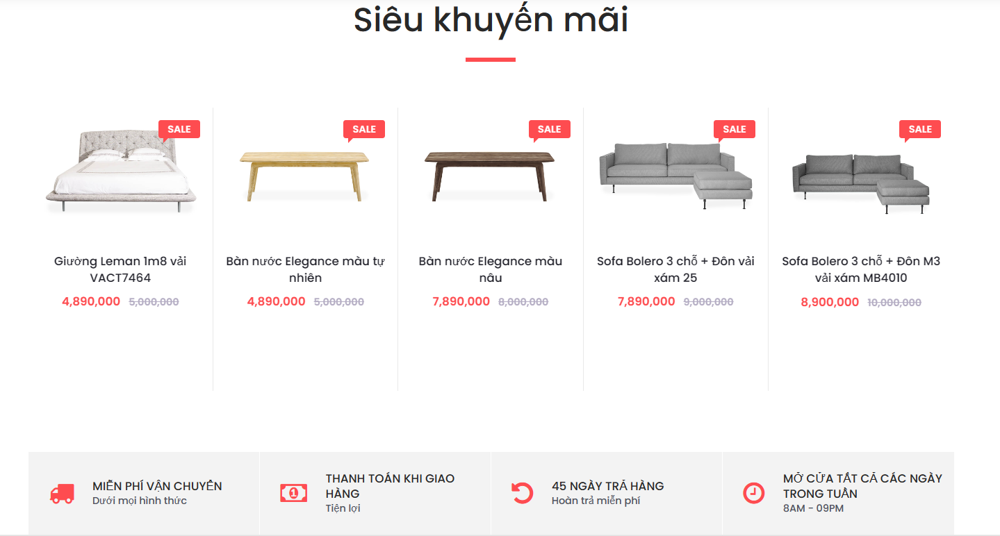 Siêu khuyến mãi
SALE
SALE
SALE
SALE
SALE
Giường Leman 1m8 vải
VACT7464
4,890,000 5,000,000
Bàn nước Elegance màu tự
nhiên
4,890,000 5,000,000
Bàn nước Elegance màu
nâu
7,890,000 8,000,000
Sofa Bolero 3 chỗ + Đôn vải
xám 25
7,890,000 9,000,000
Sofa Bolero 3 chỗ + Đôn M3
vải xám MB4010
8,900,000 10,000,000
MIỄN PHÍ VẬN CHUYỂN
Dưới mọi hình thức
1
THANH TOÁN KHI GIAO
HÀNG
Tiện lợi
45 NGÀY TRẢ HÀNG
Hoàn trả miễn phí
MỞ CỬA TẤT CẢ CÁC NGÀY
TRONG TUẦN
8AM - 09PM